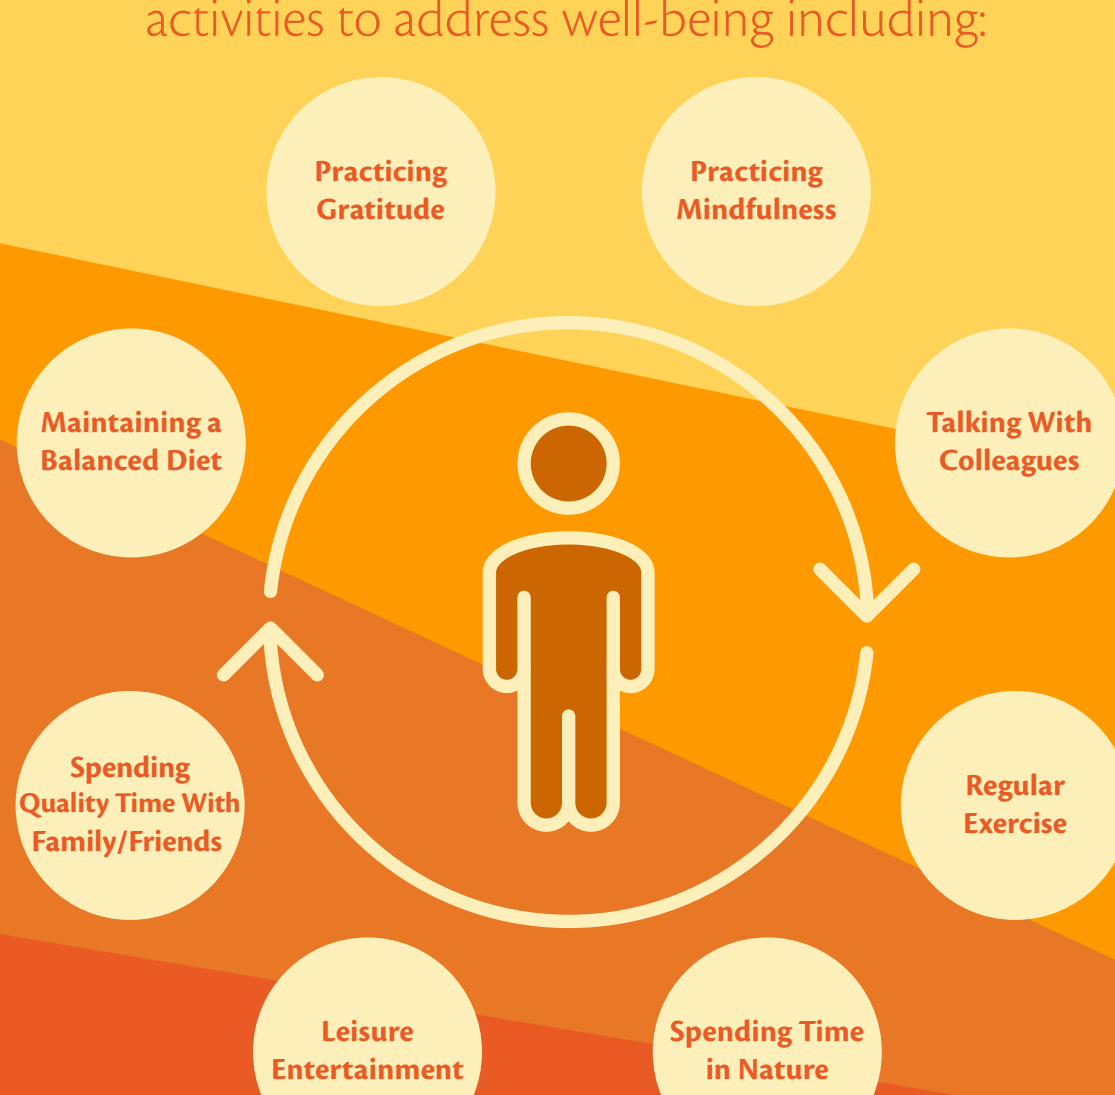 activities to address well-being including:
Practicing
Gratitude
Practicing
Mindfulness
Maintaining a
Balanced Diet
Talking With
Colleagues
Spending
Quality Time With
Family/Friends
Regular
Exercise
Leisure
Entertainment
Spending Time
in Nature